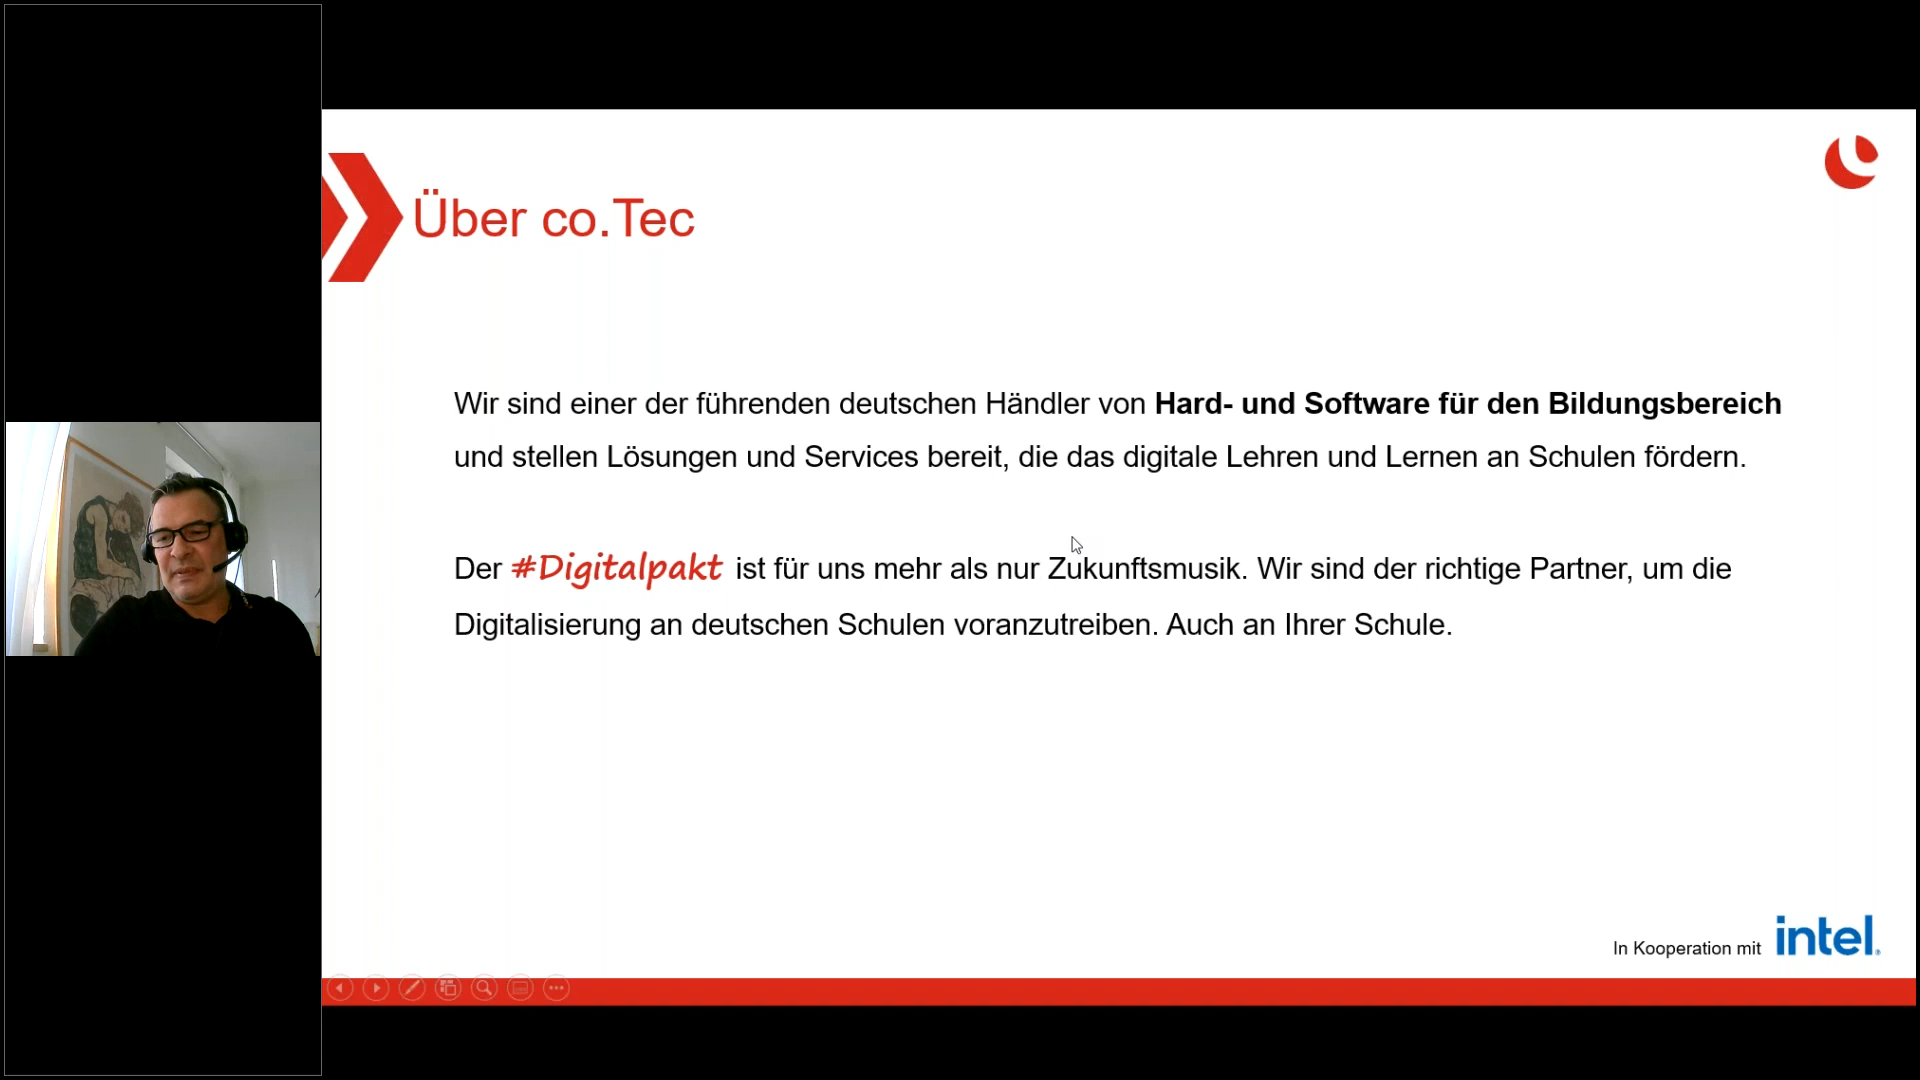 Über co.Tec
Wir sind einer der führenden deutschen Händler von Hard- und Software für den Bildungsbereich
und stellen Lösungen und Services bereit, die das digitale Lehren und Lernen an Schulen fördern.
Der #Digitalpakt ist für uns mehr als nur Zukunftsmusik. Wir sind der richtige Partner, um die
Digitalisierung an deutschen Schulen voranzutreiben. Auch an Ihrer Schule.
In Kooperation mit intel.